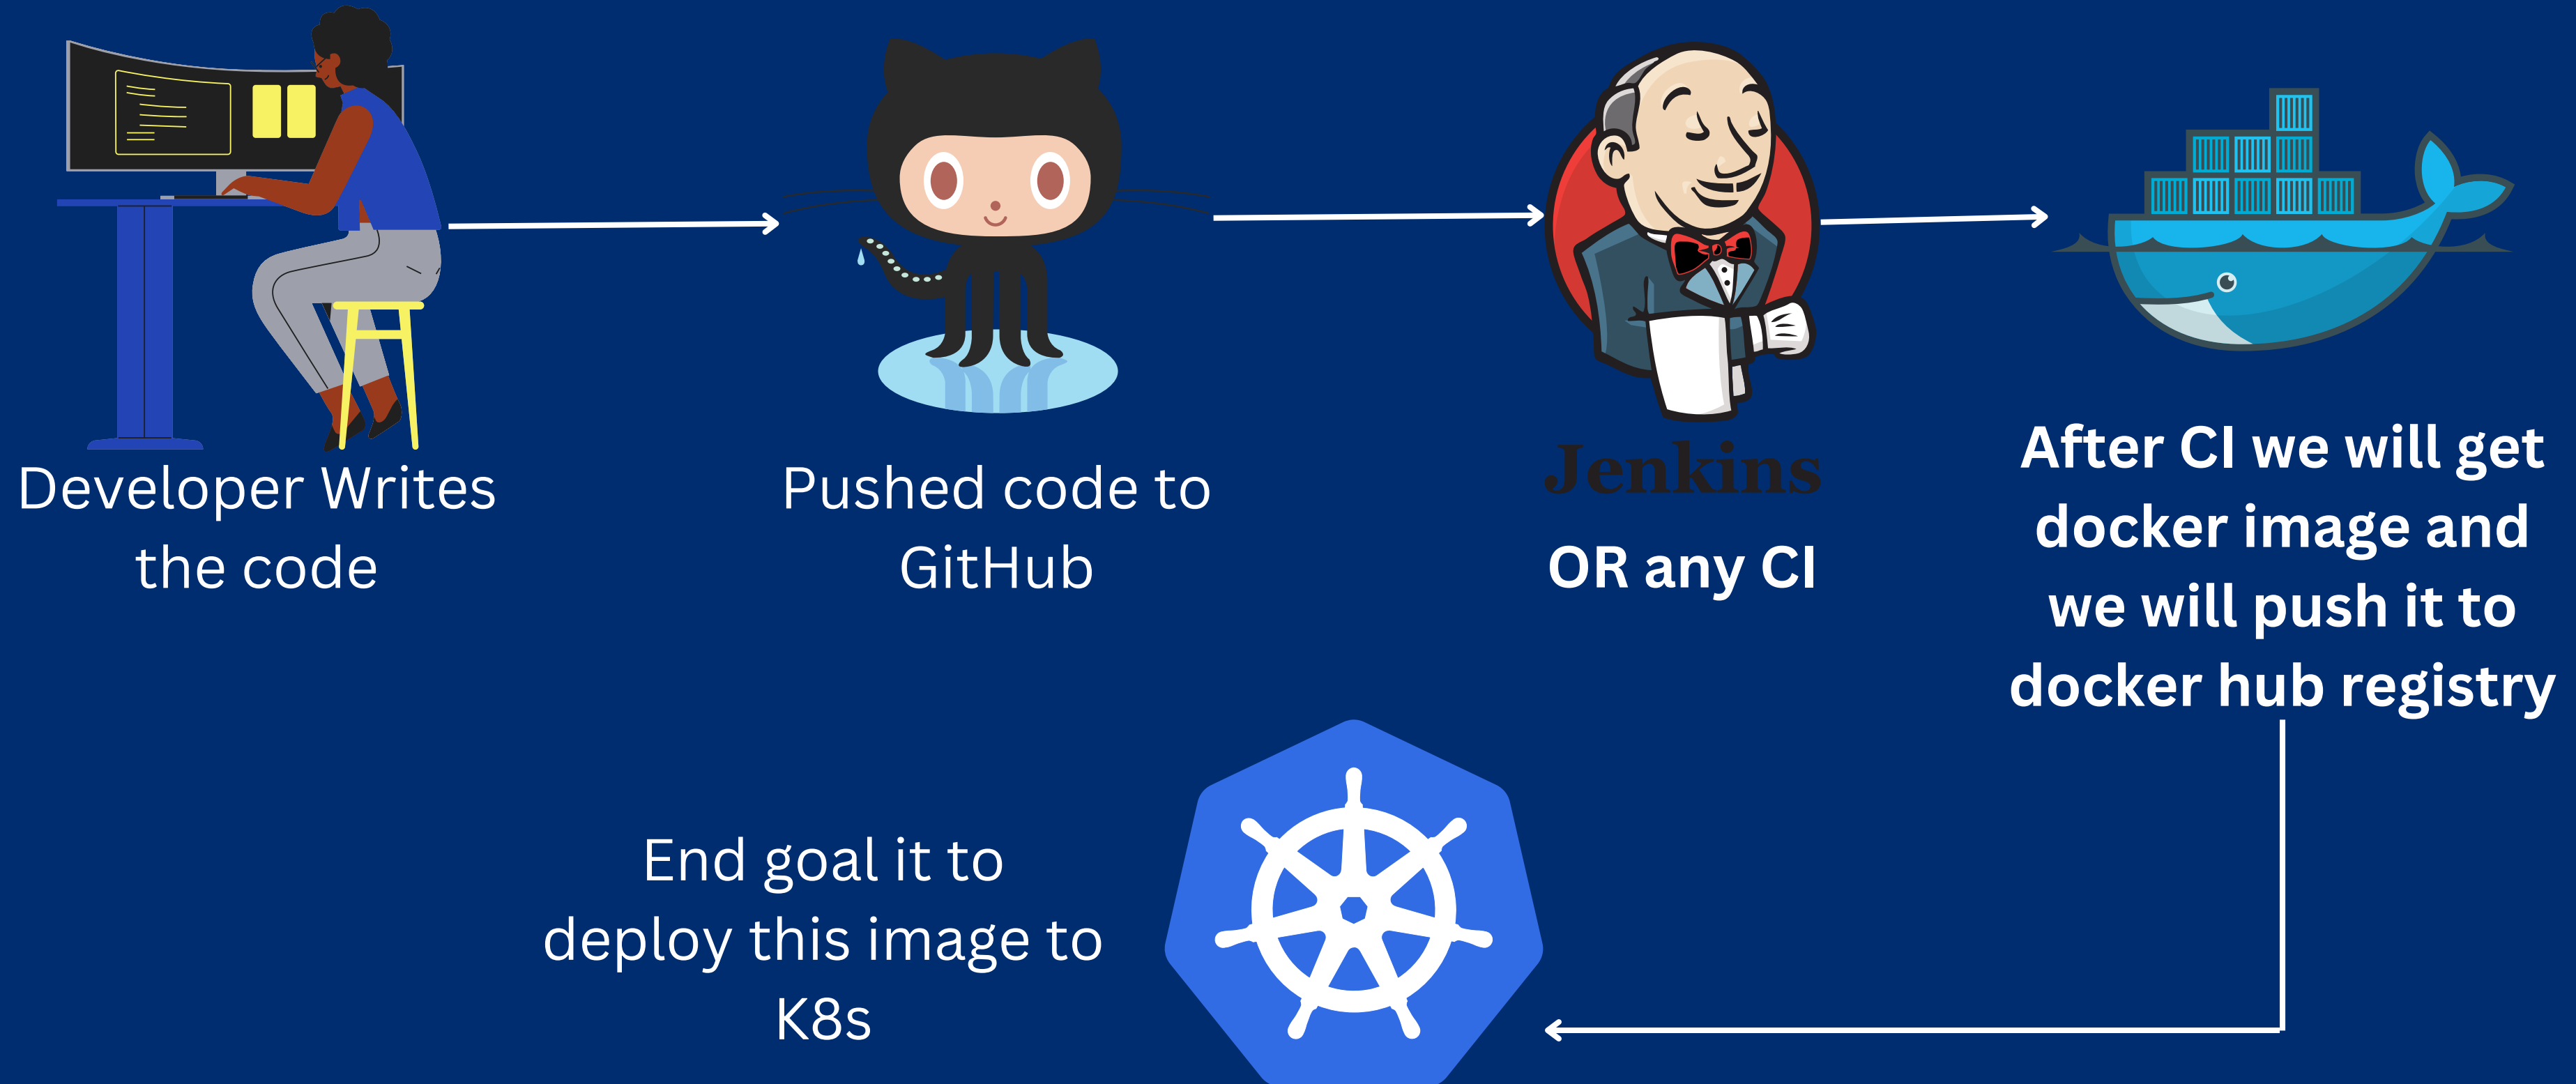 Developer Writes
the code
Pushed code to
GitHub
Jenkins
OR any CI
After CI we will get
docker image and
we will push it to
docker hub registry
End goal it to
deploy this image to
K8s